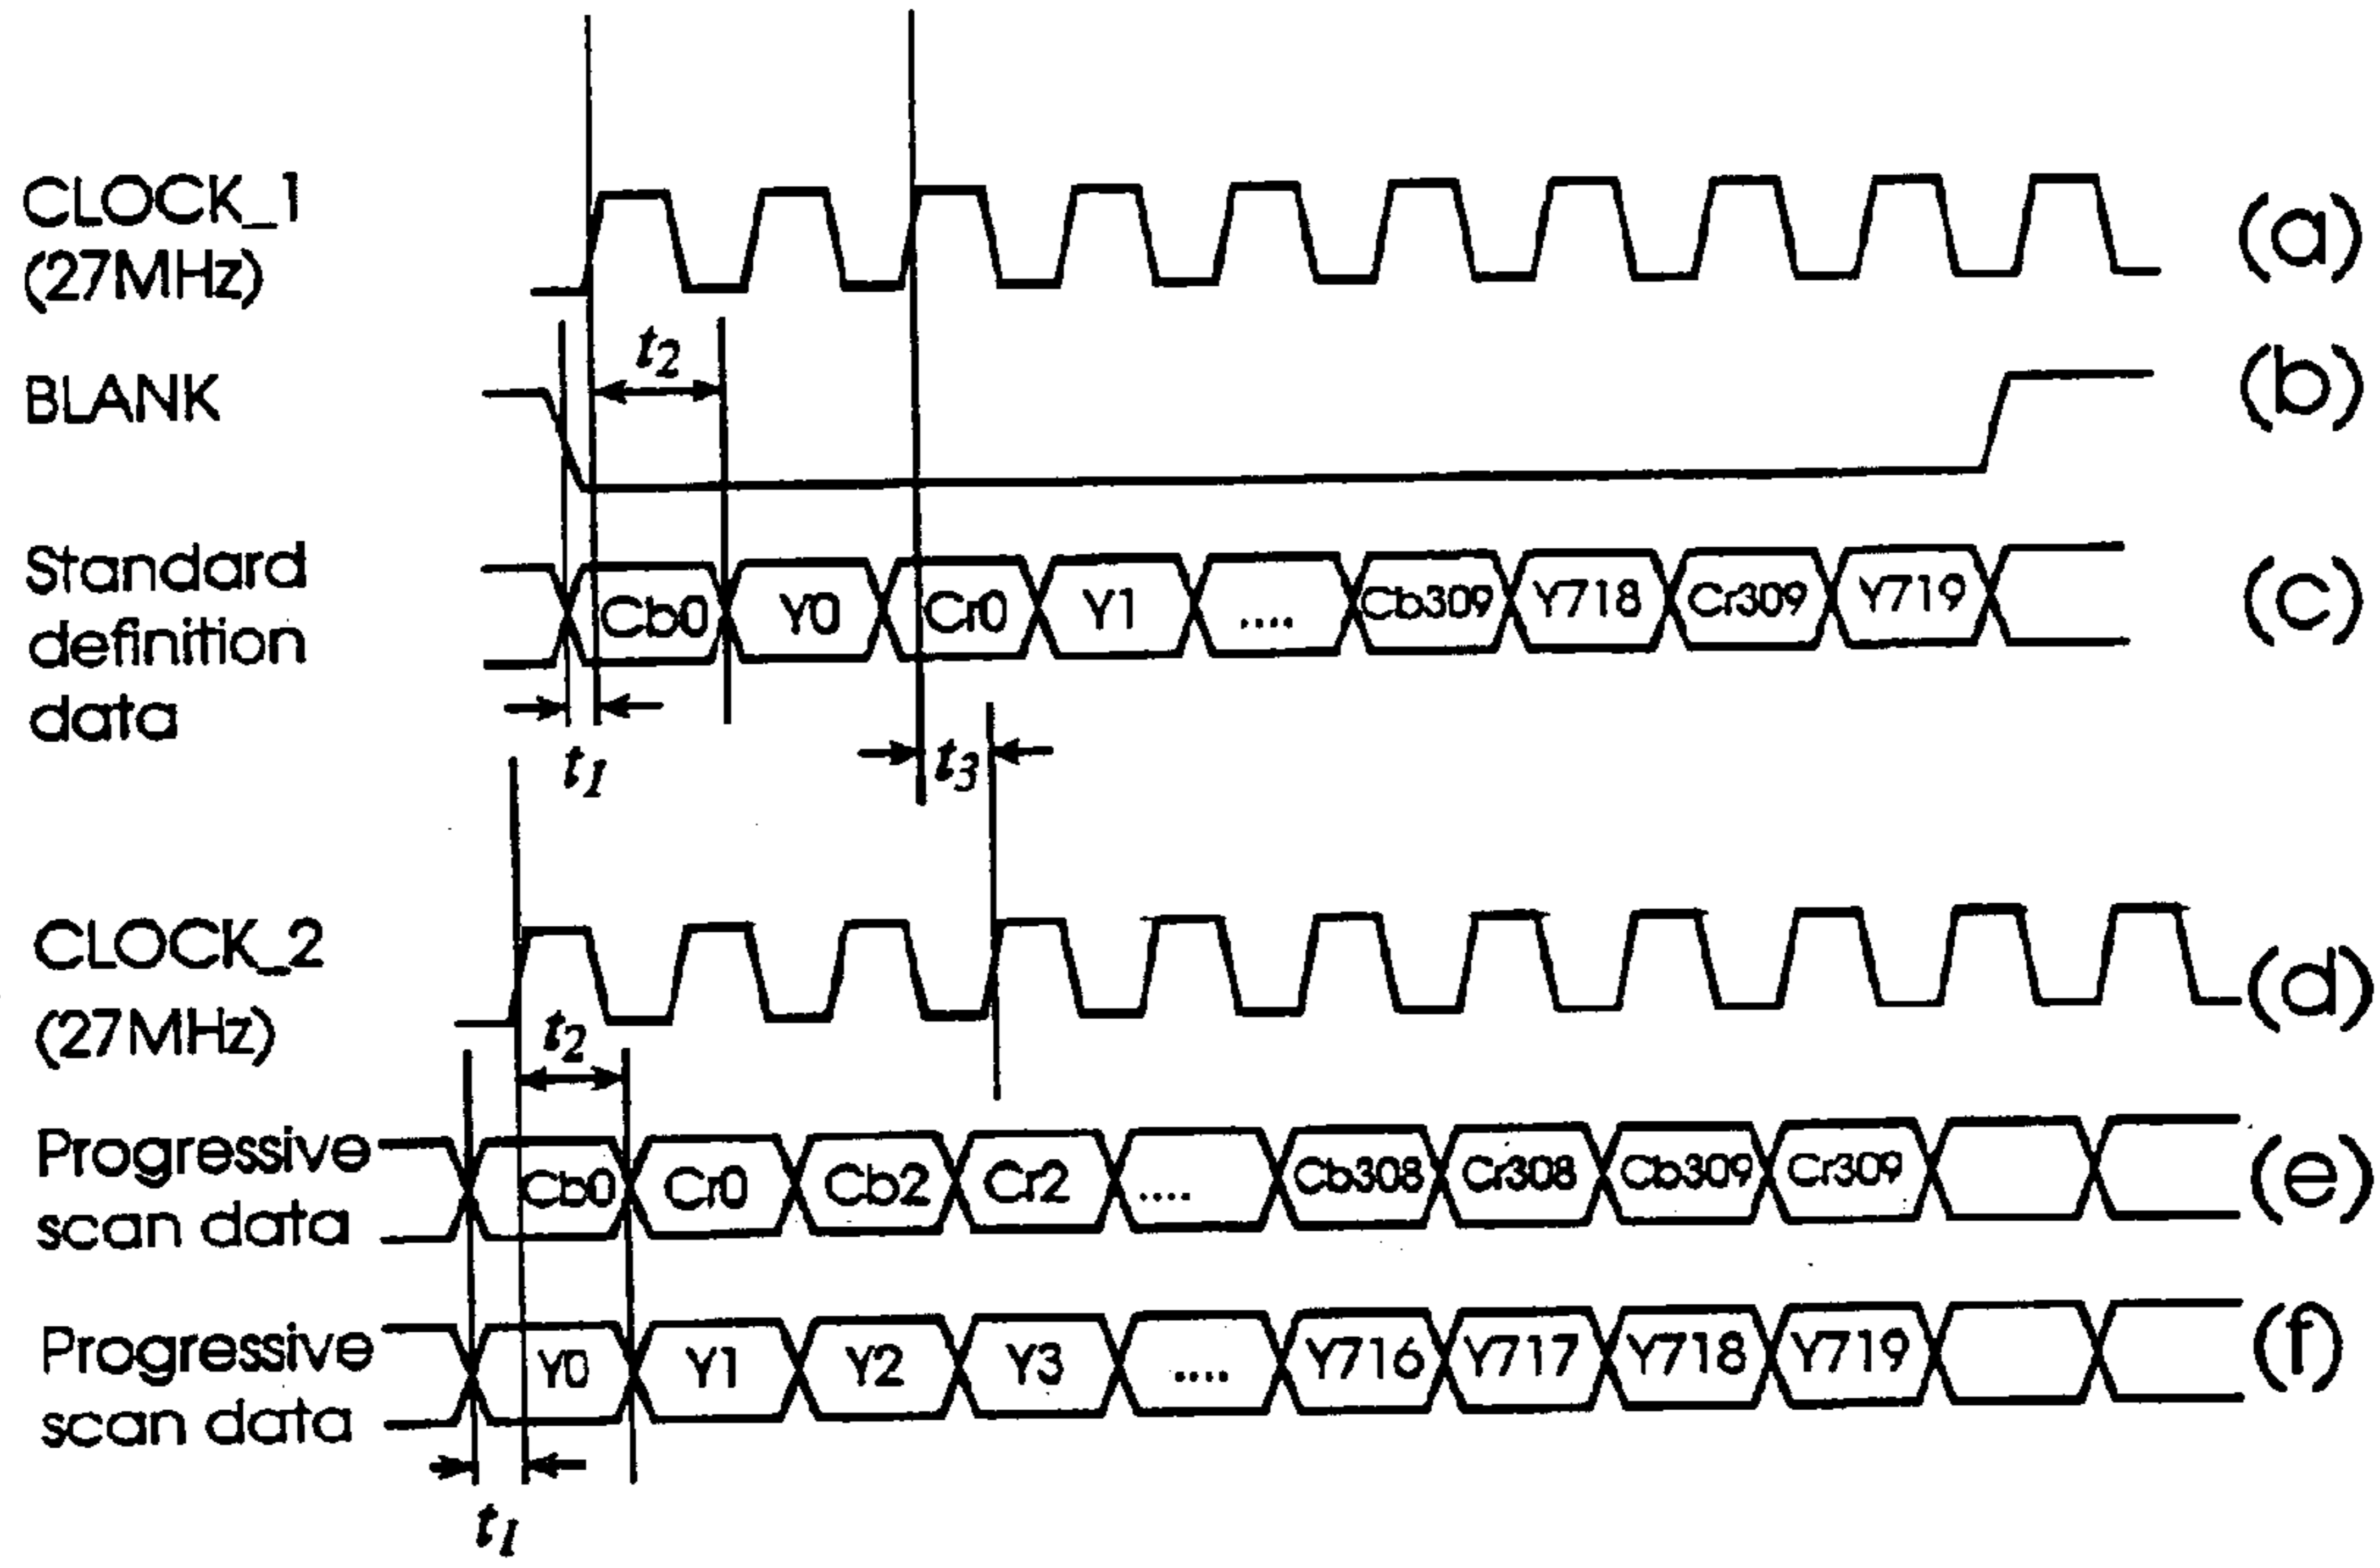 CLOCK_1
(27MHz)
(a)
t2
BLANK
(b)
Standard
definition
data
Cb0 Y0 Cr0 Y1 .... Cb309 Y718 Cr309 Y719
(c)
t1
t3
CLOCK_2
(27MHz)
(d)
t2
Progressive
scan data
Cb0 Cr0 Cb2 Cr2 .... Cb308 Cr308 Cb309 Cr309
(e)
Progressive
scan data
Y0 Y1 Y2 Y3 .... Y716 Y717 Y718 Y719
(f)
t1